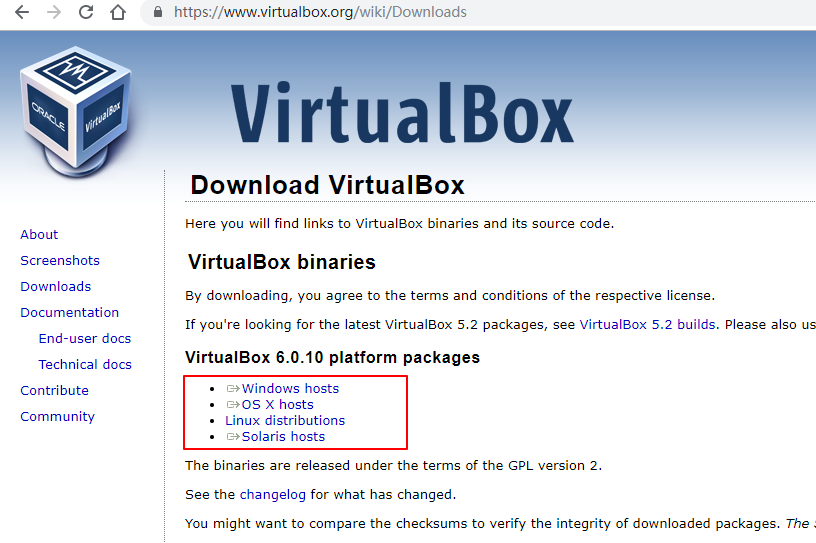 https://www.virtualbox.org/wiki/Downloads
ORACLE
VirtualBox
VirtualBox
Download VirtualBox
Here you will find links to VirtualBox binaries and its source code.
About
Screenshots
Downloads
Documentation
End-user docs
Technical docs
Contribute
Community
VirtualBox binaries
By downloading, you agree to the terms and conditions of the respective license.
If you're looking for the latest VirtualBox 5.2 packages, see VirtualBox 5.2 builds. Please also us
VirtualBox 6.0.10 platform packages
Windows hosts
OS X hosts
Linux distributions
Solaris hosts
The binaries are released under the terms of the GPL version 2.
See the changelog for what has changed.
You might want to compare the checksums to verify the integrity of downloaded packages. The S